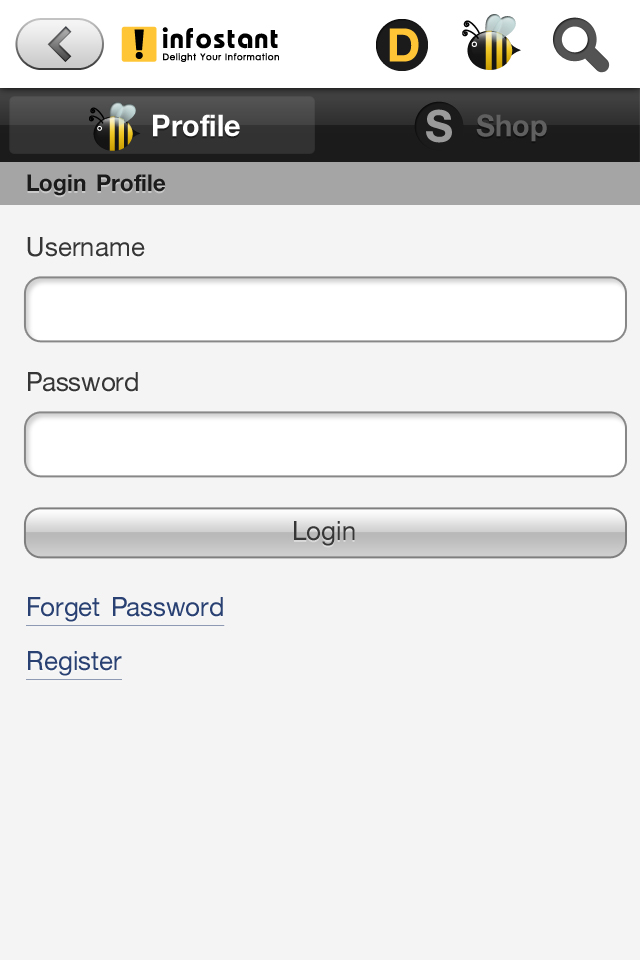 infostant
Delight Your Information
D
Profile
S Shop
Login Profile
Username
Password
Login
Forget Password
Register